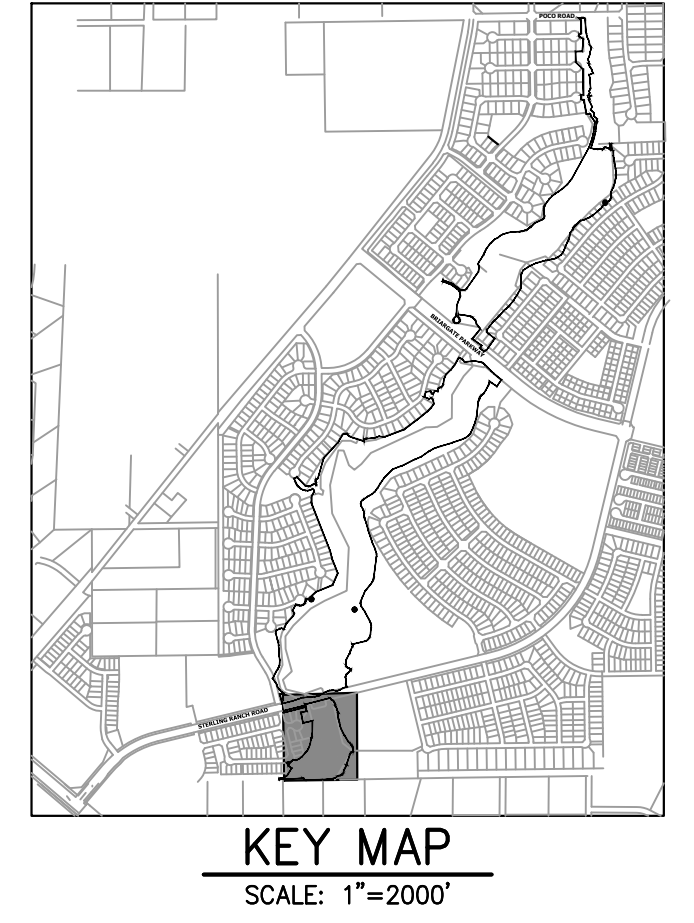 POCO ROAD
BRIARGATE PARKWAY
STERLING RANCH ROAD
KEY MAP
SCALE: 1"=2000'